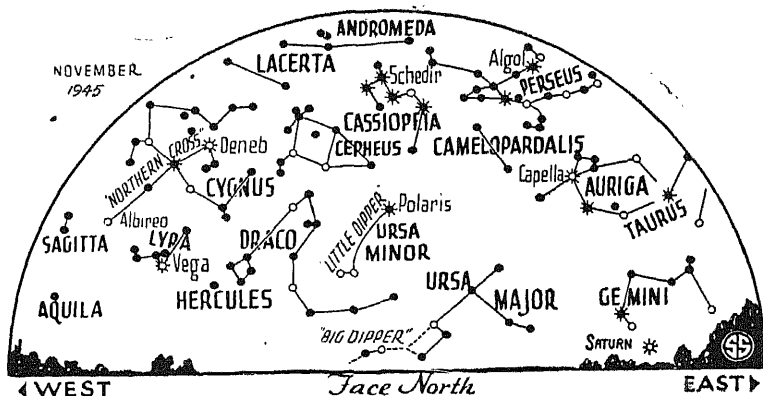 ANDROMEDA
LACERTA
Algol
PERSEUS
NOVEMBER
1945
Schedir
CASSIOPEIA
"NORTHERN CROSS"
Deneb
CEPHEUS
CAMELOPARDALIS
CYGNUS
Capella
AURIGA
Albireo
"LITTLE DIPPER"
Polaris
TAURUS
SAGITTA
LYRA
DRACO
URSA
MINOR
Vega
HERCULES
URSA
MAJOR
GEMINI
AQUILA
"BIG DIPPER"
SATURN
SS
WEST
Face North
EAST